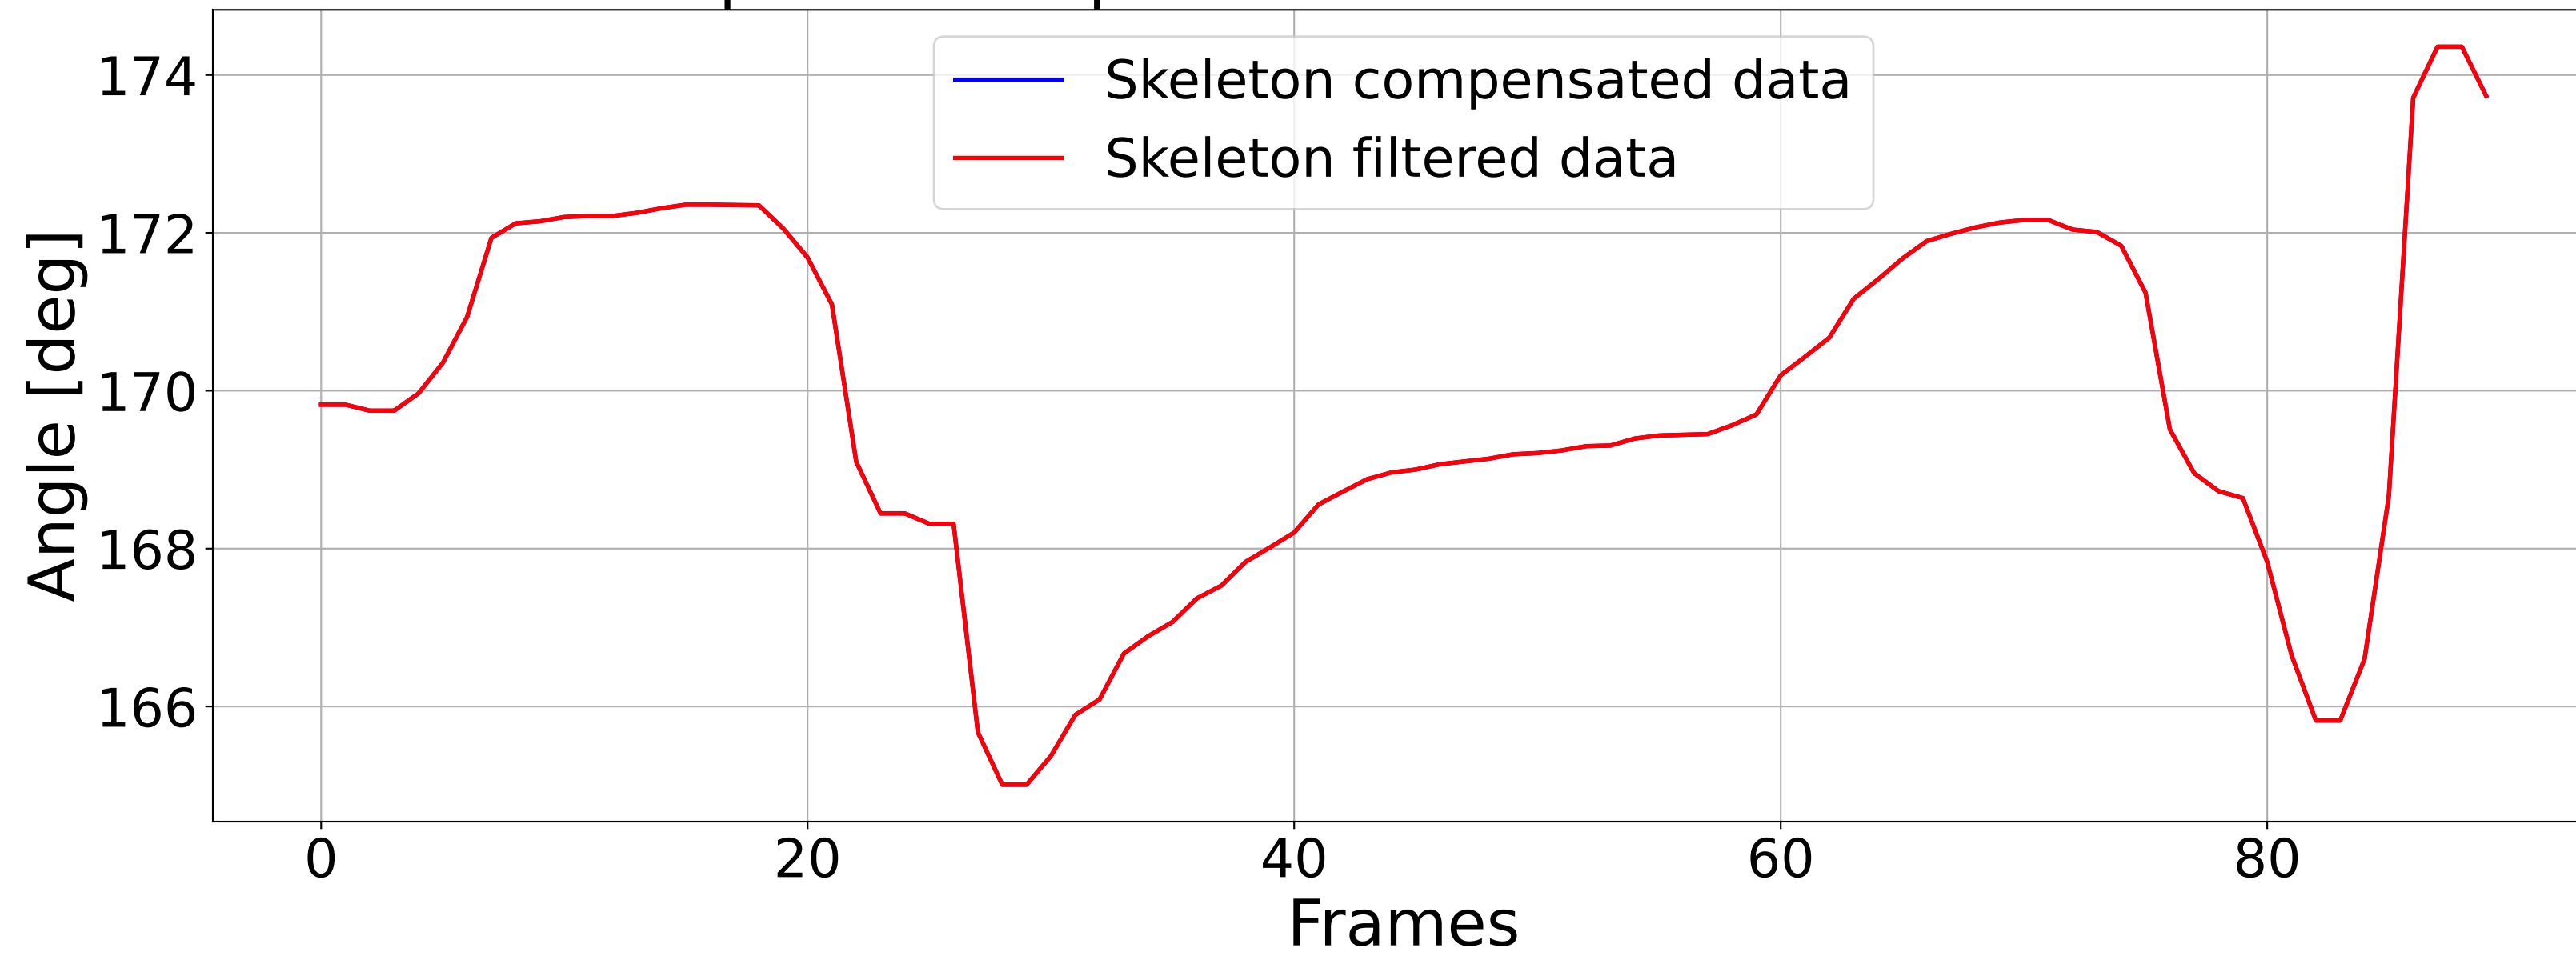 Skeleton compensated data
Skeleton filtered data
174
172
170
168
166
Angle [deg]
0 20 40 60 80
Frames